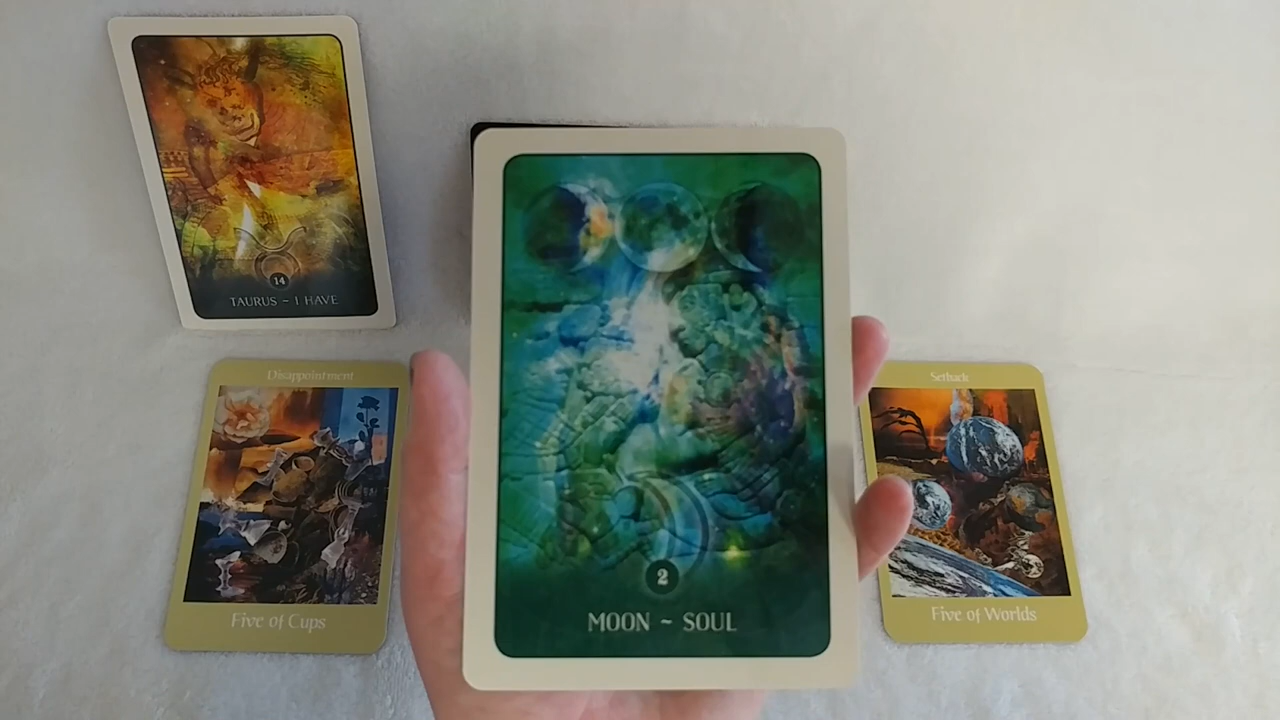 14
TAURUS ~ I HAVE
Disappointment
Five of Cups
2
MOON ~ SOUL
Setback
Five of Worlds